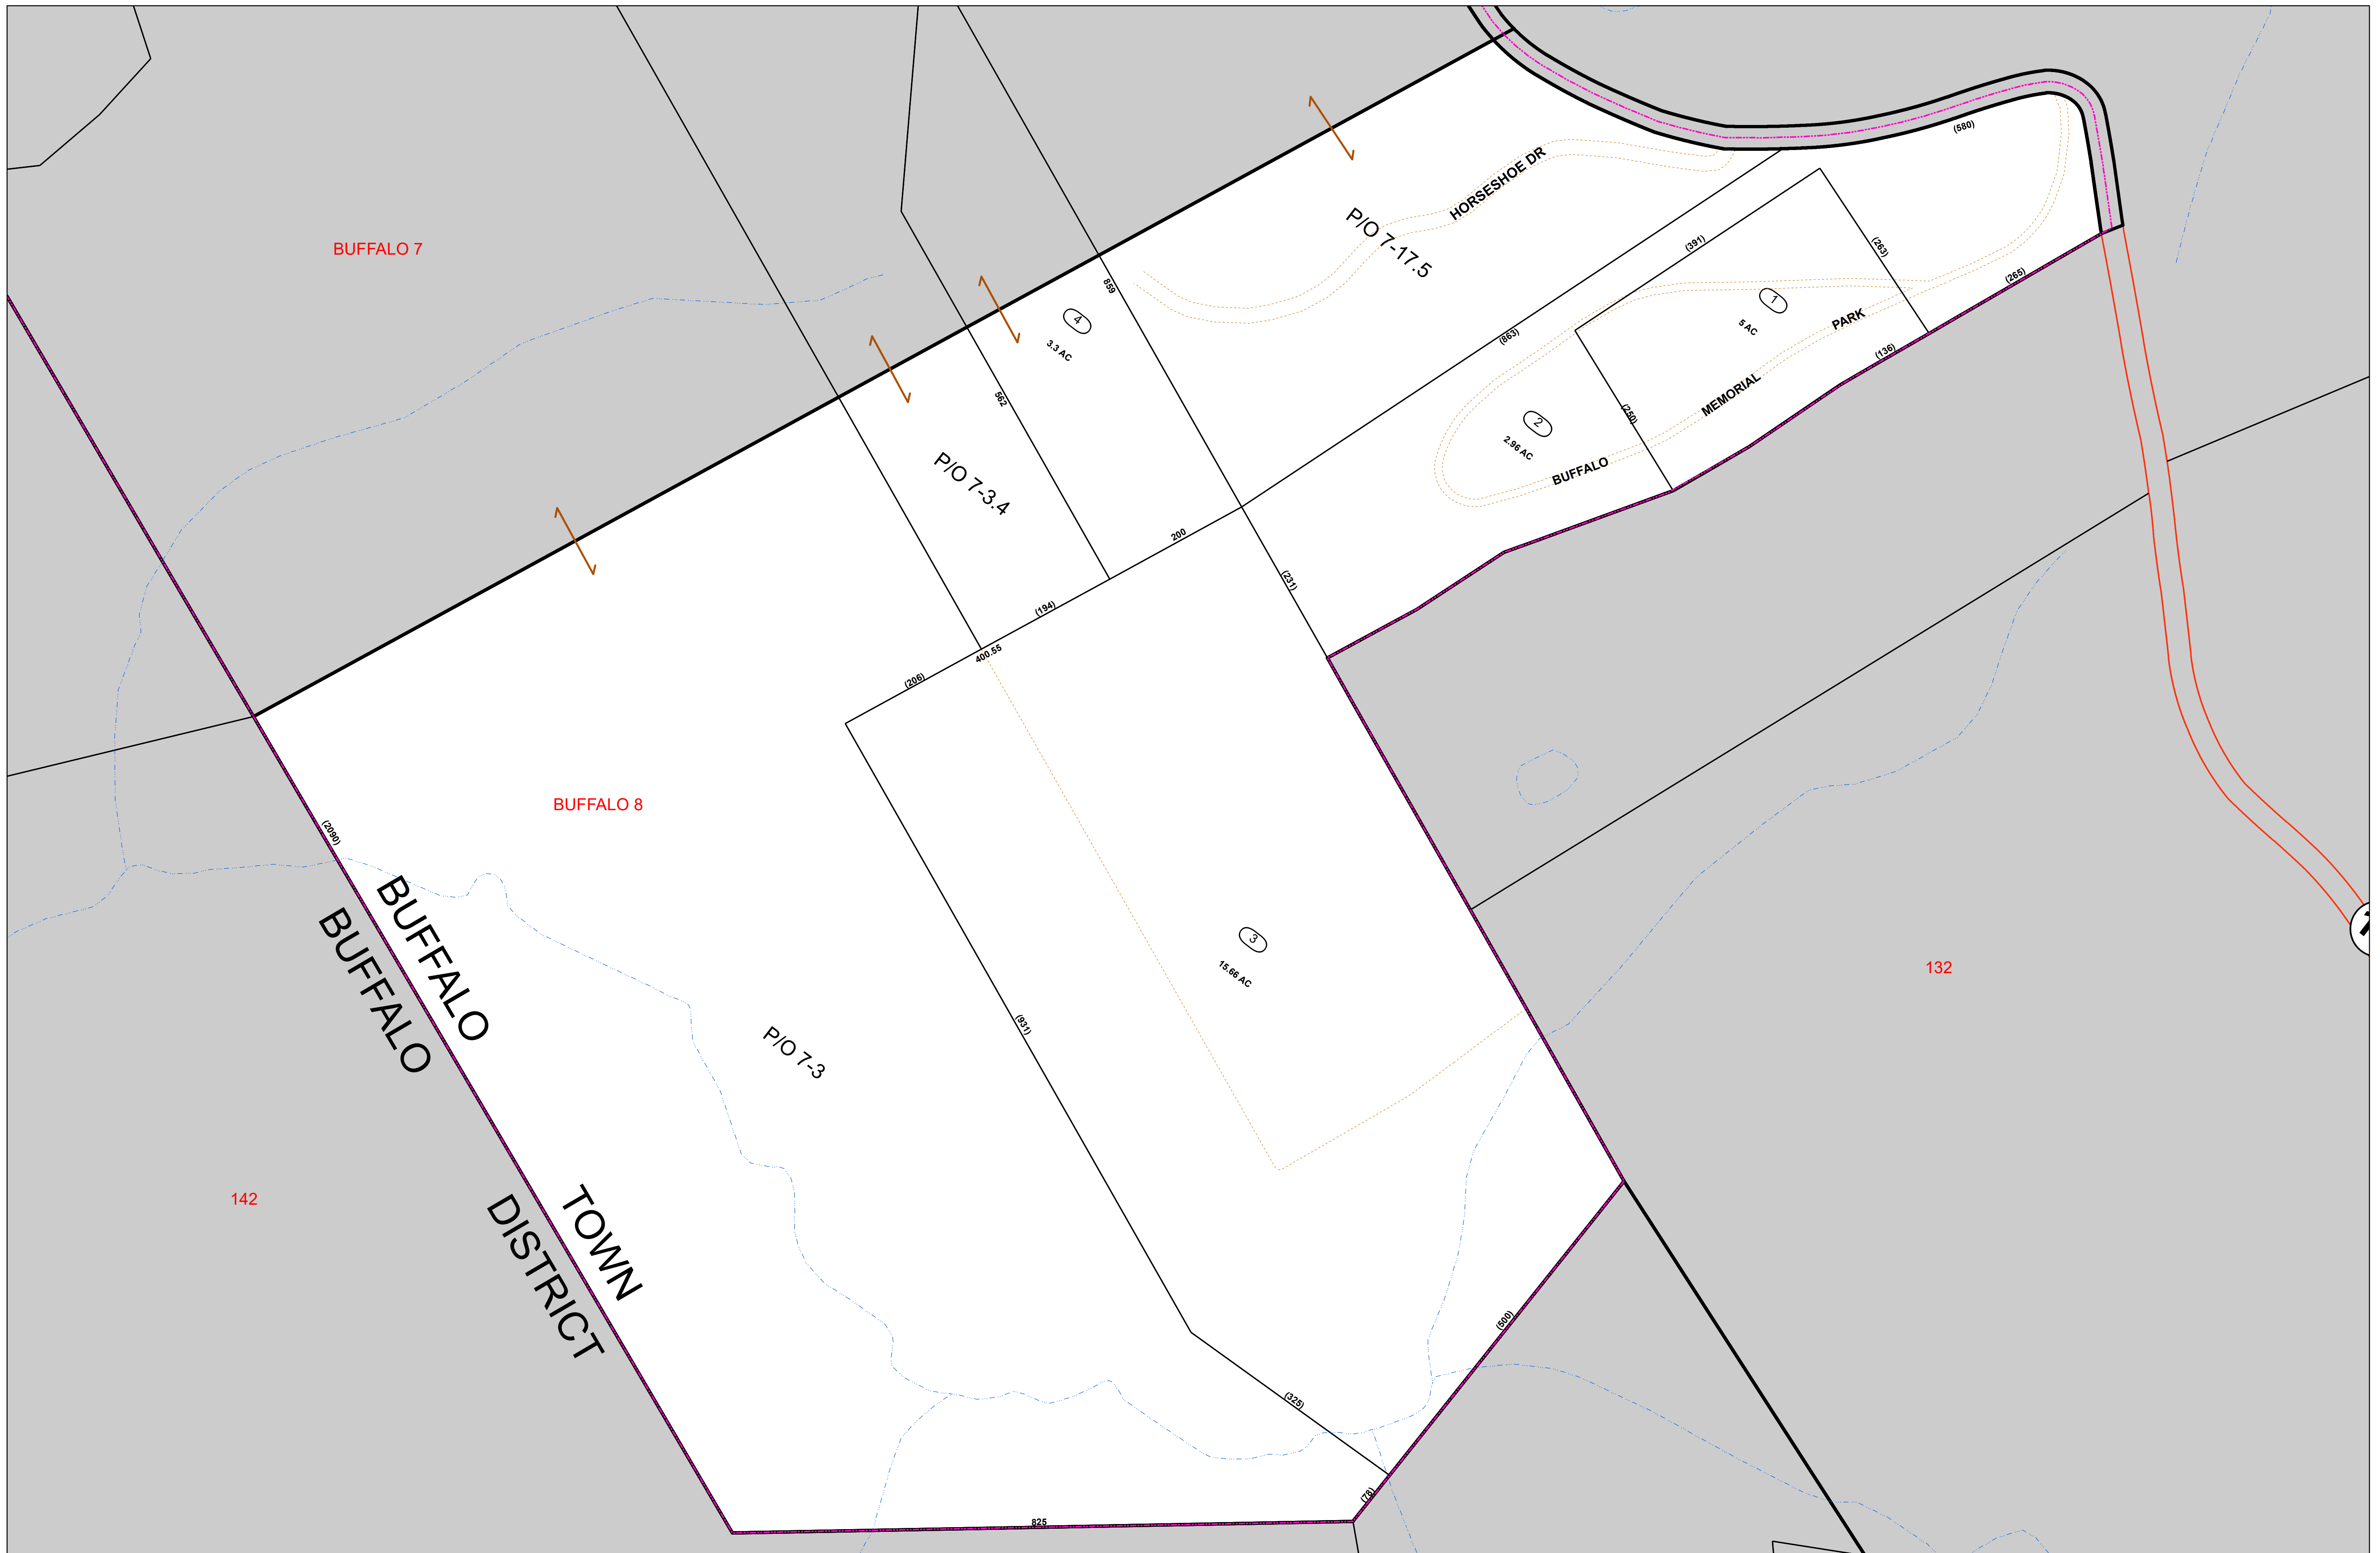 (580)
HORSESHOE DR
P/O 7-17.5
(391)
(263)
BUFFALO 7
(265)
859
1
4
5 AC
PARK
(863)
3.3 AC
(136)
MEMORIAL
562
(250)
2
2.96 AC
BUFFALO
P/O 7-3.4
200
(231)
(194)
400.55
(206)
BUFFALO 8
(2090)
BUFFALO
BUFFALO
3
15.66 AC
132
(931)
P/O 7-3
142
TOWN
DISTRICT
(500)
(325)
(78)
825